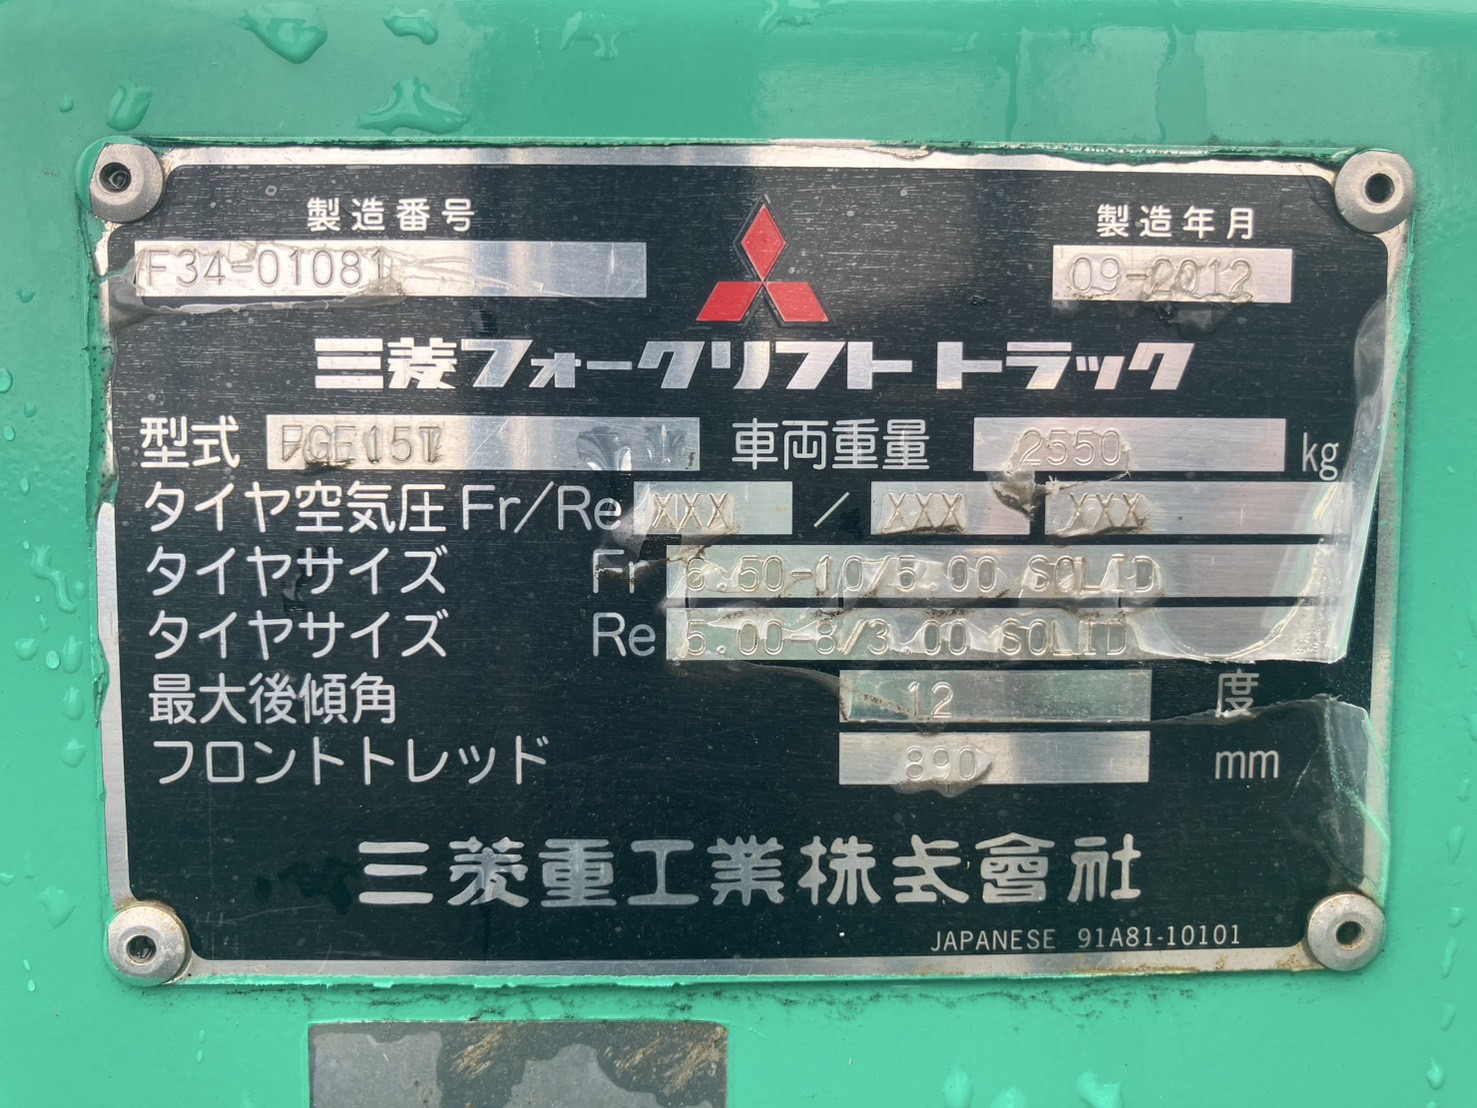 製造番号 製造年月
F34-01081 09-2012
三菱フォークリフト トラック
型式 FGE15T 車両重量 2550 kg
タイヤ空気圧 Fr/Re XXX / XXX XXX
タイヤサイズ Fr 6.50-10/5.00 SOLID
タイヤサイズ Re 5.00-8/3.00 SOLID
最大後傾角 12 度
フロントトレッド 890 mm
三菱重工業株式會社
JAPANESE 91A81-10101